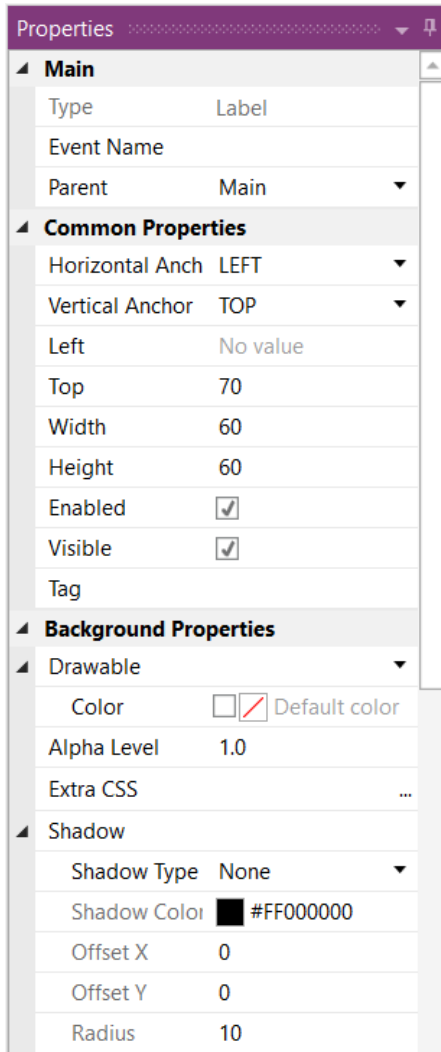 Properties
Main
Type Label
Event Name
Parent Main
Common Properties
Horizontal Anch LEFT
Vertical Anchor TOP
Left No value
Top 70
Width 60
Height 60
Enabled
Visible
Tag
Background Properties
Drawable
Color Default color
Alpha Level 1.0
Extra CSS ...
Shadow
Shadow Type None
Shadow Color #FF000000
Offset X 0
Offset Y 0
Radius 10